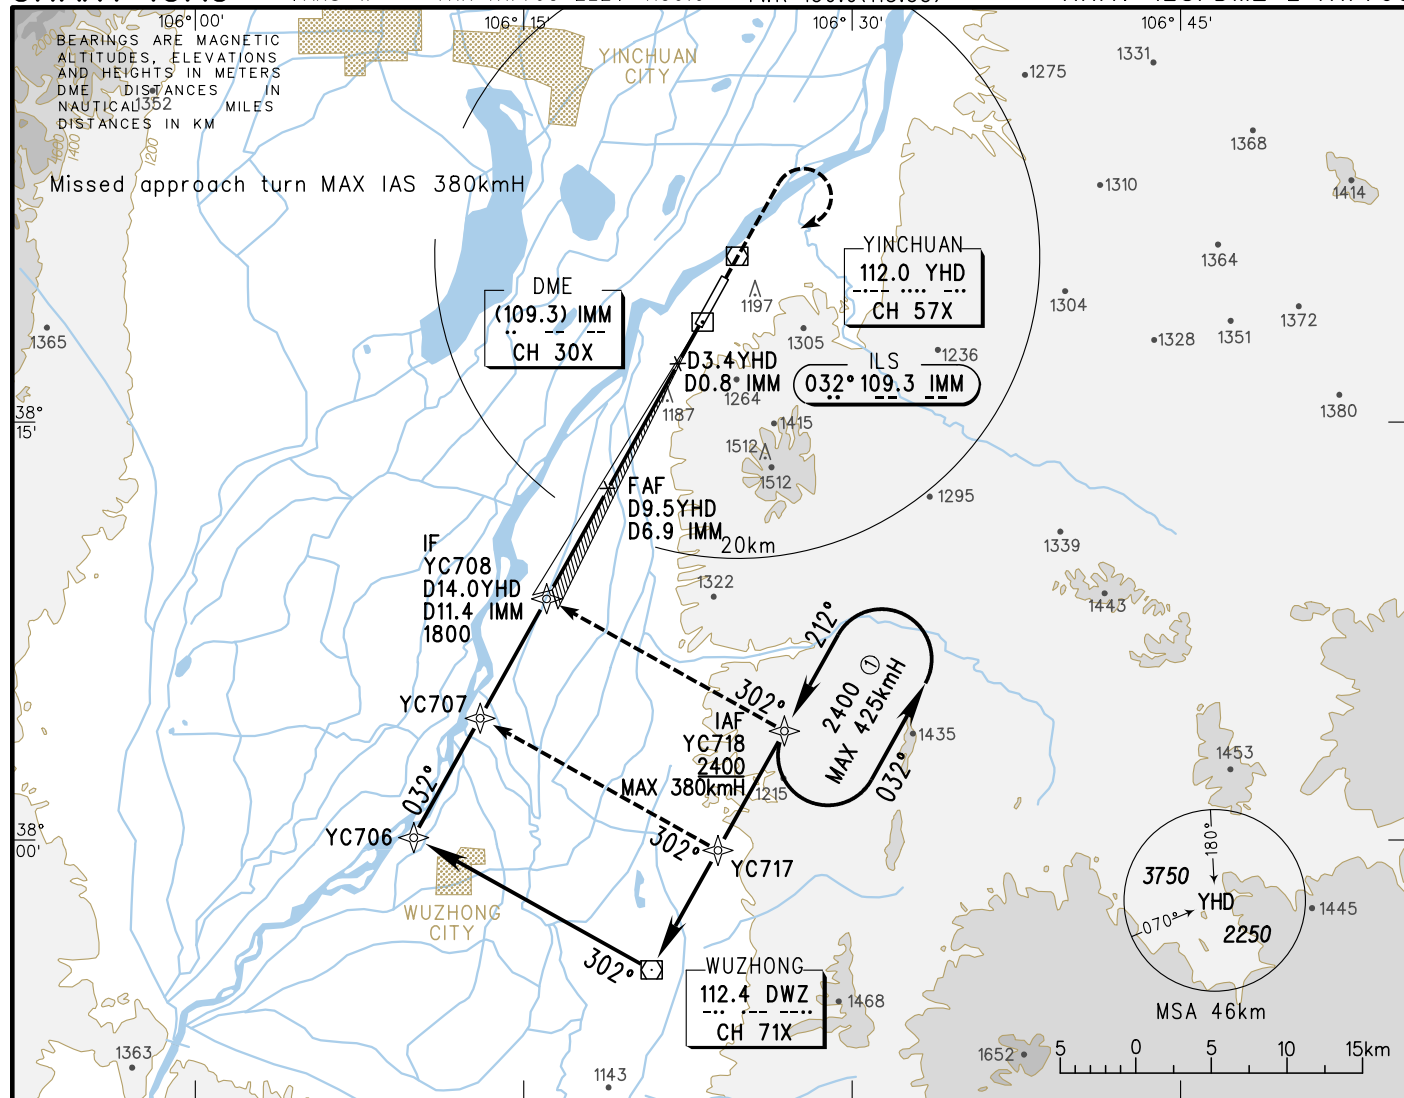 106° 00'
106° 15'
106° 30'
106° 45'
BEARINGS ARE MAGNETIC
ALTITUDES, ELEVATIONS
AND HEIGHTS IN METERS
DME DISTANCES IN
NAUTICAL MILES
DISTANCES IN KM
2000
1352
1600
1400
1200
YINCHUAN
CITY
Missed approach turn MAX IAS 380kmH
1275
1331
1368
1310
1414
1364
1304
1372
1351
1328
1380
1365
DME
(109.3) IMM
CH 30X
YINCHUAN
112.0 YHD
CH 57X
1197
1305
1236
ILS
032° 109.3 IMM
D3.4YHD
D0.8 IMM
1264
1187
38°
15'
1415
1512
1512
1295
FAF
D9.5YHD
D6.9 IMM
20km
1339
1322
1443
IF
YC708
D14.0YHD
D11.4 IMM
1800
212°
2400 ①
MAX 425kmH
032°
302°
IAF
YC718
2400
MAX 380kmH
1215
1435
1453
YC707
032°
38°
00'
YC706
302°
YC717
WUZHONG
CITY
302°
WUZHONG
112.4 DWZ
CH 71X
1468
180°
3750
YHD
070°
2250
1445
MSA 46km
1652
5 0 5 10 15km
1363
1143